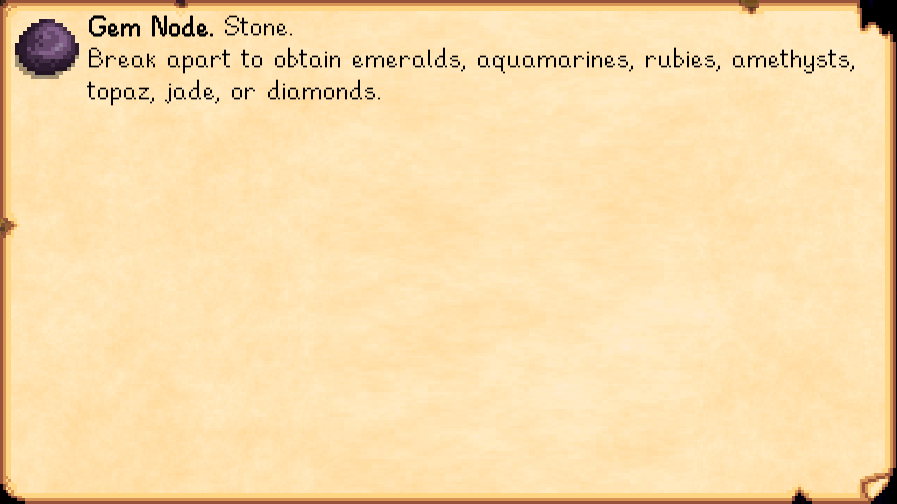 Gem Node. Stone.
Break apart to obtain emeralds, aquamarines, rubies, amethysts,
topaz, jade, or diamonds.